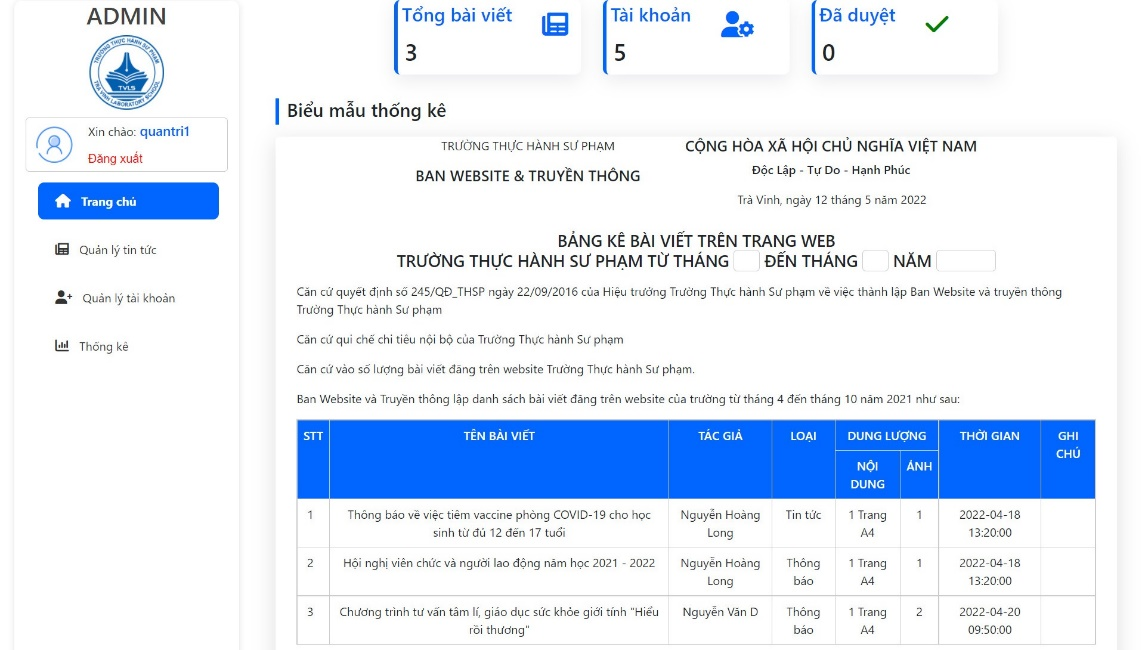 ADMIN
TRƯỜNG THỰC HÀNH SƯ PHẠM
TVLS
TRA VINH LABORATORY SCHOOL
Xin chào: quantri1
Đăng xuất
Trang chủ
Quản lý tin tức
Quản lý tài khoản
Thống kê
Tổng bài viết
3
Tài khoản
5
Đã duyệt
0
Biểu mẫu thống kê
TRƯỜNG THỰC HÀNH SƯ PHẠM
BAN WEBSITE & TRUYỀN THÔNG
CỘNG HÒA XÃ HỘI CHỦ NGHĨA VIỆT NAM
Độc Lập - Tự Do - Hạnh Phúc
Trà Vinh, ngày 12 tháng 5 năm 2022
BẢNG KÊ BÀI VIẾT TRÊN TRANG WEB
TRƯỜNG THỰC HÀNH SƯ PHẠM TỪ THÁNG ĐẾN THÁNG NĂM
Căn cứ quyết định số 245/QĐ_THSP ngày 22/09/2016 của Hiệu trưởng Trường Thực hành Sư phạm về việc thành lập Ban Website và truyền thông
Trường Thực hành Sư phạm
Căn cứ qui chế chi tiêu nội bộ của Trường Thực hành Sư phạm
Căn cứ vào số lượng bài viết đăng trên website Trường Thực hành Sư phạm.
Ban Website và Truyền thông lập danh sách bài viết đăng trên website của trường từ tháng 4 đến tháng 10 năm 2021 như sau:
STT TÊN BÀI VIẾT TÁC GIẢ LOẠI DUNG LƯỢNG THỜI GIAN GHI
CHÚ
NỘI ẢNH
DUNG
1 Thông báo về việc tiêm vaccine phòng COVID-19 cho học Nguyễn Hoàng Tin tức 1 Trang 1 2022-04-18
sinh từ đủ 12 đến 17 tuổi Long A4 13:20:00
2 Hội nghị viên chức và người lao động năm học 2021 - 2022 Nguyễn Hoàng Thông 1 Trang 1 2022-04-18
Long báo A4 13:20:00
3 Chương trình tư vấn tâm lí, giáo dục sức khỏe giới tính "Hiểu Nguyễn Văn D Thông 1 Trang 2 2022-04-20
rồi thương" báo A4 09:50:00